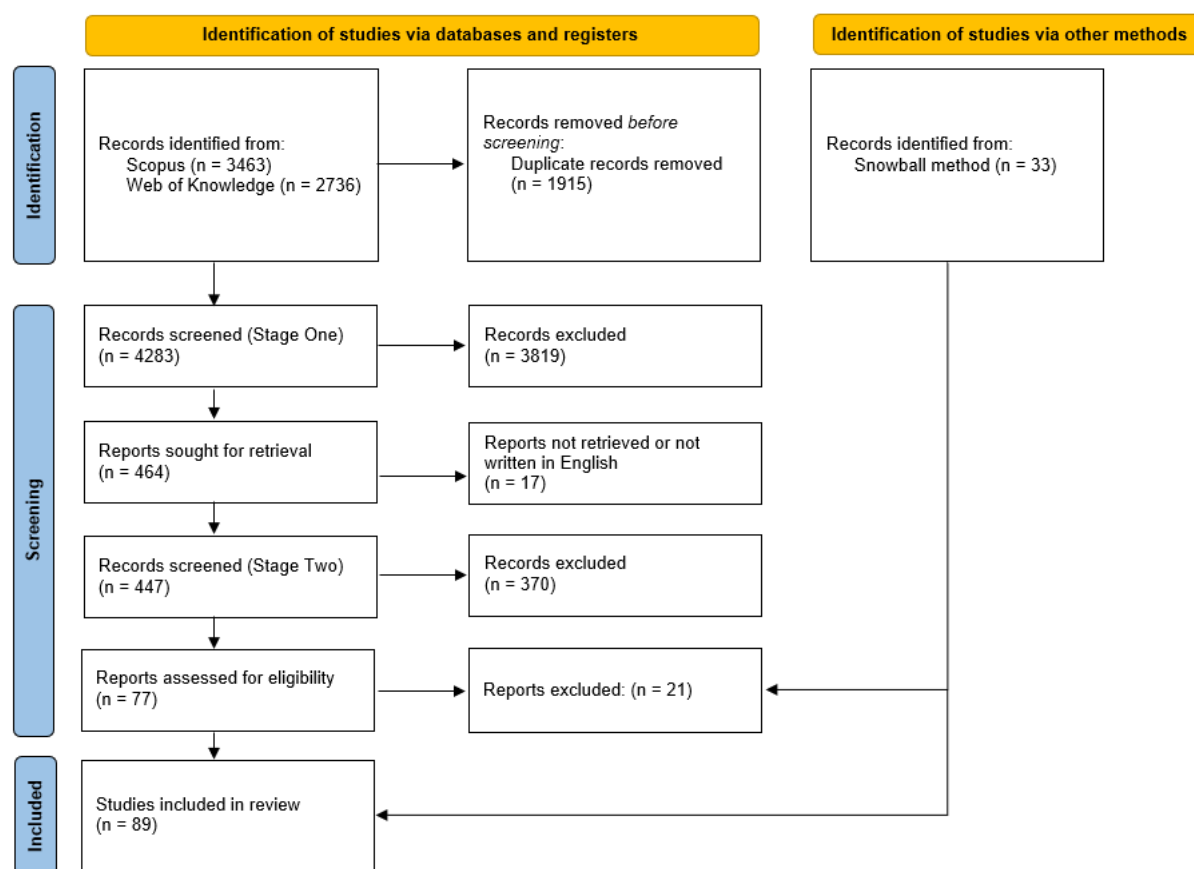 Identification of studies via databases and registers
Identification of studies via other methods
Identification
Records identified from:
Scopus (n = 3463)
Web of Knowledge (n = 2736)
Records removed before
screening:
Duplicate records removed
(n = 1915)
Records identified from:
Snowball method (n = 33)
Screening
Records screened (Stage One)
(n = 4283)
Records excluded
(n = 3819)
Reports sought for retrieval
(n = 464)
Reports not retrieved or not
written in English
(n = 17)
Records screened (Stage Two)
(n = 447)
Records excluded
(n = 370)
Reports assessed for eligibility
(n = 77)
Reports excluded: (n = 21)
Included
Studies included in review
(n = 89)